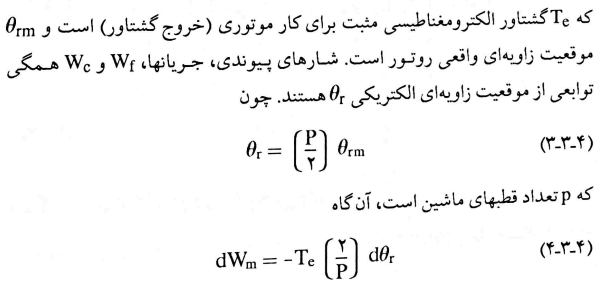 که Te گشتاور الکترومغناطیسی مثبت برای کار موتوری (خروج گشتاور) است و θrm
موقعیت زاویه‌ای واقعی روتور است. شارهای پیوندی، جریانها، Wf و Wc همگی
توابعی از موقعیت زاویه‌ای الکتریکی θr هستند. چون
θr = (P/۲) θrm (۳-۳-۴)
که p تعداد قطبهای ماشین است، آن گاه
dWm = -Te (۲/P) dθr (۴-۳-۴)